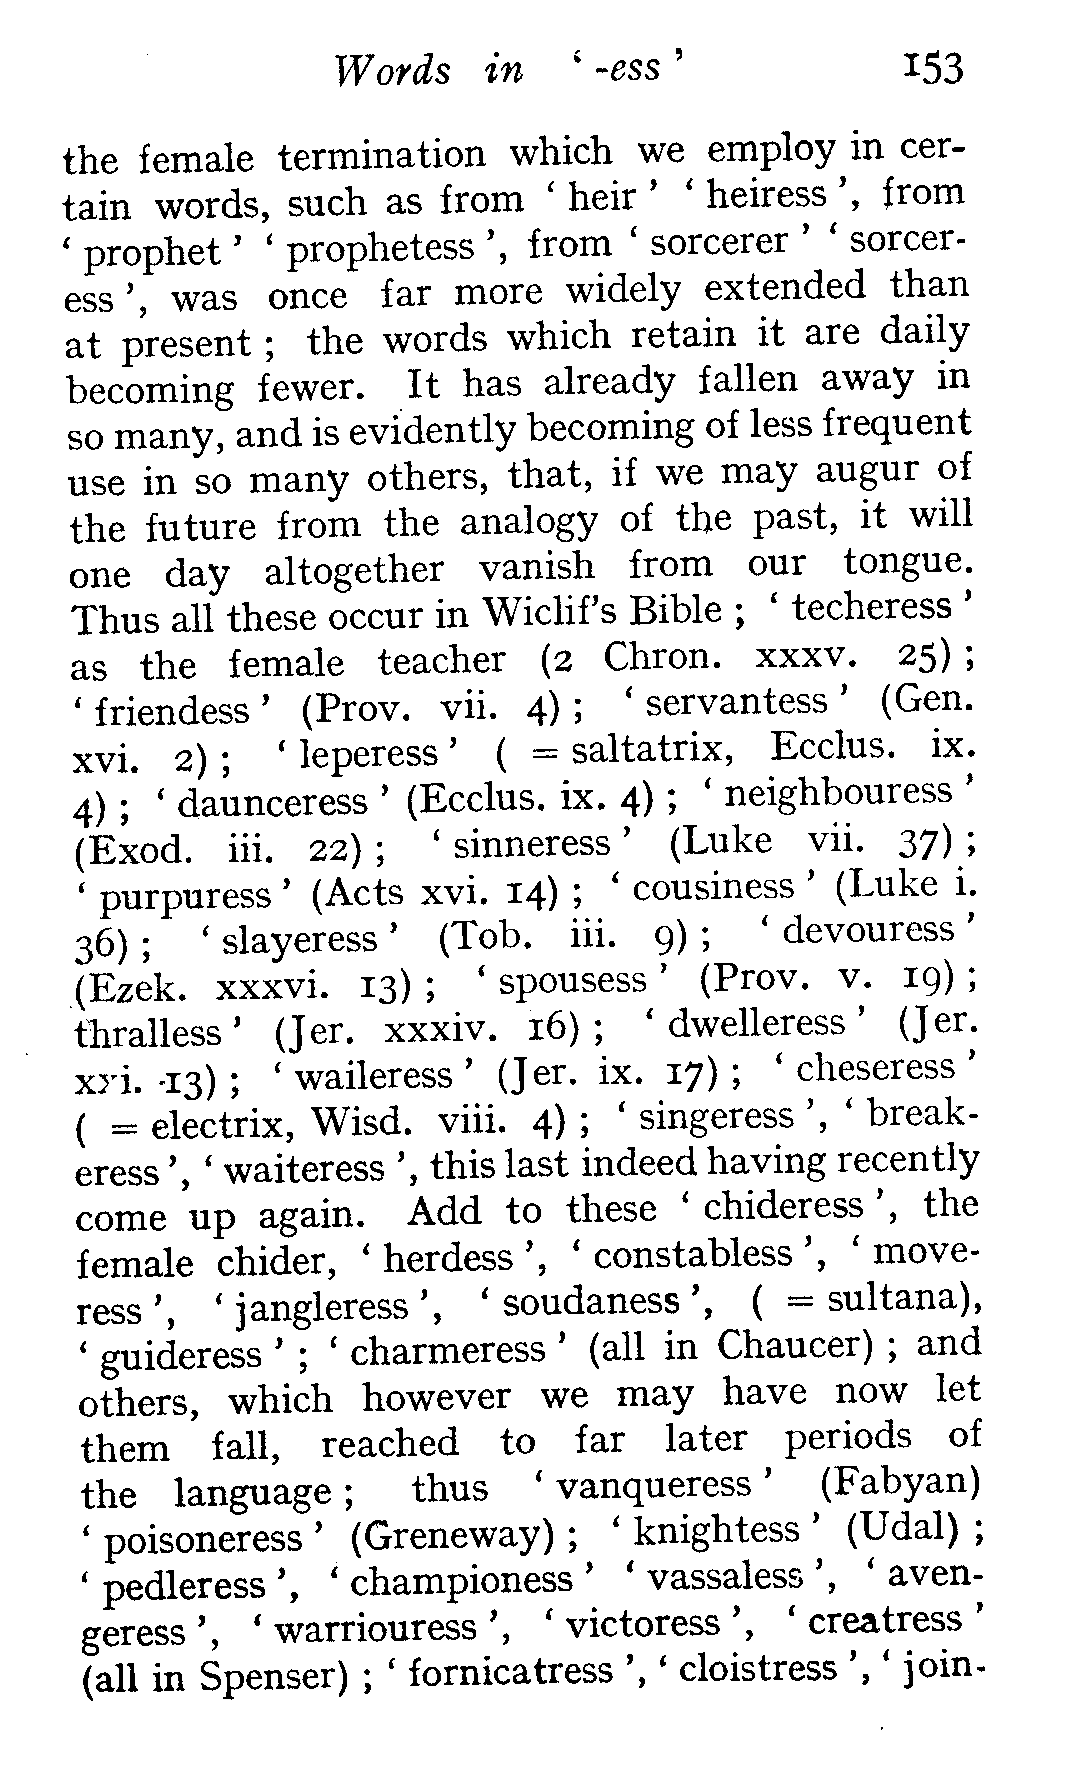 Words in ‘ -ess ’ 153
the female termination which we employ in cer-
tain words, such as from ‘ heir ’ ‘ heiress ’, from
‘ prophet ’ ‘ prophetess ’, from ‘ sorcerer ’ ‘ sorcer-
ess ’, was once far more widely extended than
at present ; the words which retain it are daily
becoming fewer. It has already fallen away in
so many, and is evidently becoming of less frequent
use in so many others, that, if we may augur of
the future from the analogy of the past, it will
one day altogether vanish from our tongue.
Thus all these occur in Wiclif’s Bible ; ‘ techeress ’
as the female teacher (2 Chron. xxxv. 25) ;
‘ friendess ’ (Prov. vii. 4) ; ‘ servantess ’ (Gen.
xvi. 2) ; ‘ leperess ’ ( = saltatrix, Ecclus. ix.
4) ; ‘ daunceress ’ (Ecclus. ix. 4) ; ‘ neighbouress ’
(Exod. iii. 22) ; ‘ sinneress ’ (Luke vii. 37) ;
‘ purpuress ’ (Acts xvi. 14) ; ‘ cousiness ’ (Luke i.
36) ; ‘ slayeress ’ (Tob. iii. 9) ; ‘ devouress ’
(Ezek. xxxvi. 13) ; ‘ spousess ’ (Prov. v. 19) ;
thralless ’ (Jer. xxxiv. 16) ; ‘ dwelleress ’ (Jer.
xxi. 13) ; ‘ waileress ’ (Jer. ix. 17) ; ‘ cheseress ’
( = electrix, Wisd. viii. 4) ; ‘ singeress ’, ‘ break-
eress ’, ‘ waiteress ’, this last indeed having recently
come up again. Add to these ‘ chideress ’, the
female chider, ‘ herdess ’, ‘ constabless ’, ‘ move-
ress ’, ‘ jangleress ’, ‘ soudaness ’, ( = sultana),
‘ guideress ’ ; ‘ charmeress ’ (all in Chaucer) ; and
others, which however we may have now let
them fall, reached to far later periods of
the language ; thus ‘ vanqueress ’ (Fabyan)
‘ poisoneress ’ (Greneway) ; ‘ knightess ’ (Udal) ;
‘ pedleress ’, ‘ championess ’ ‘ vassaless ’, ‘ aven-
geress ’, ‘ warriouress ’, ‘ victoress ’, ‘ creatress ’
(all in Spenser) ; ‘ fornicatress ’, ‘ cloistress ’, ‘ join-